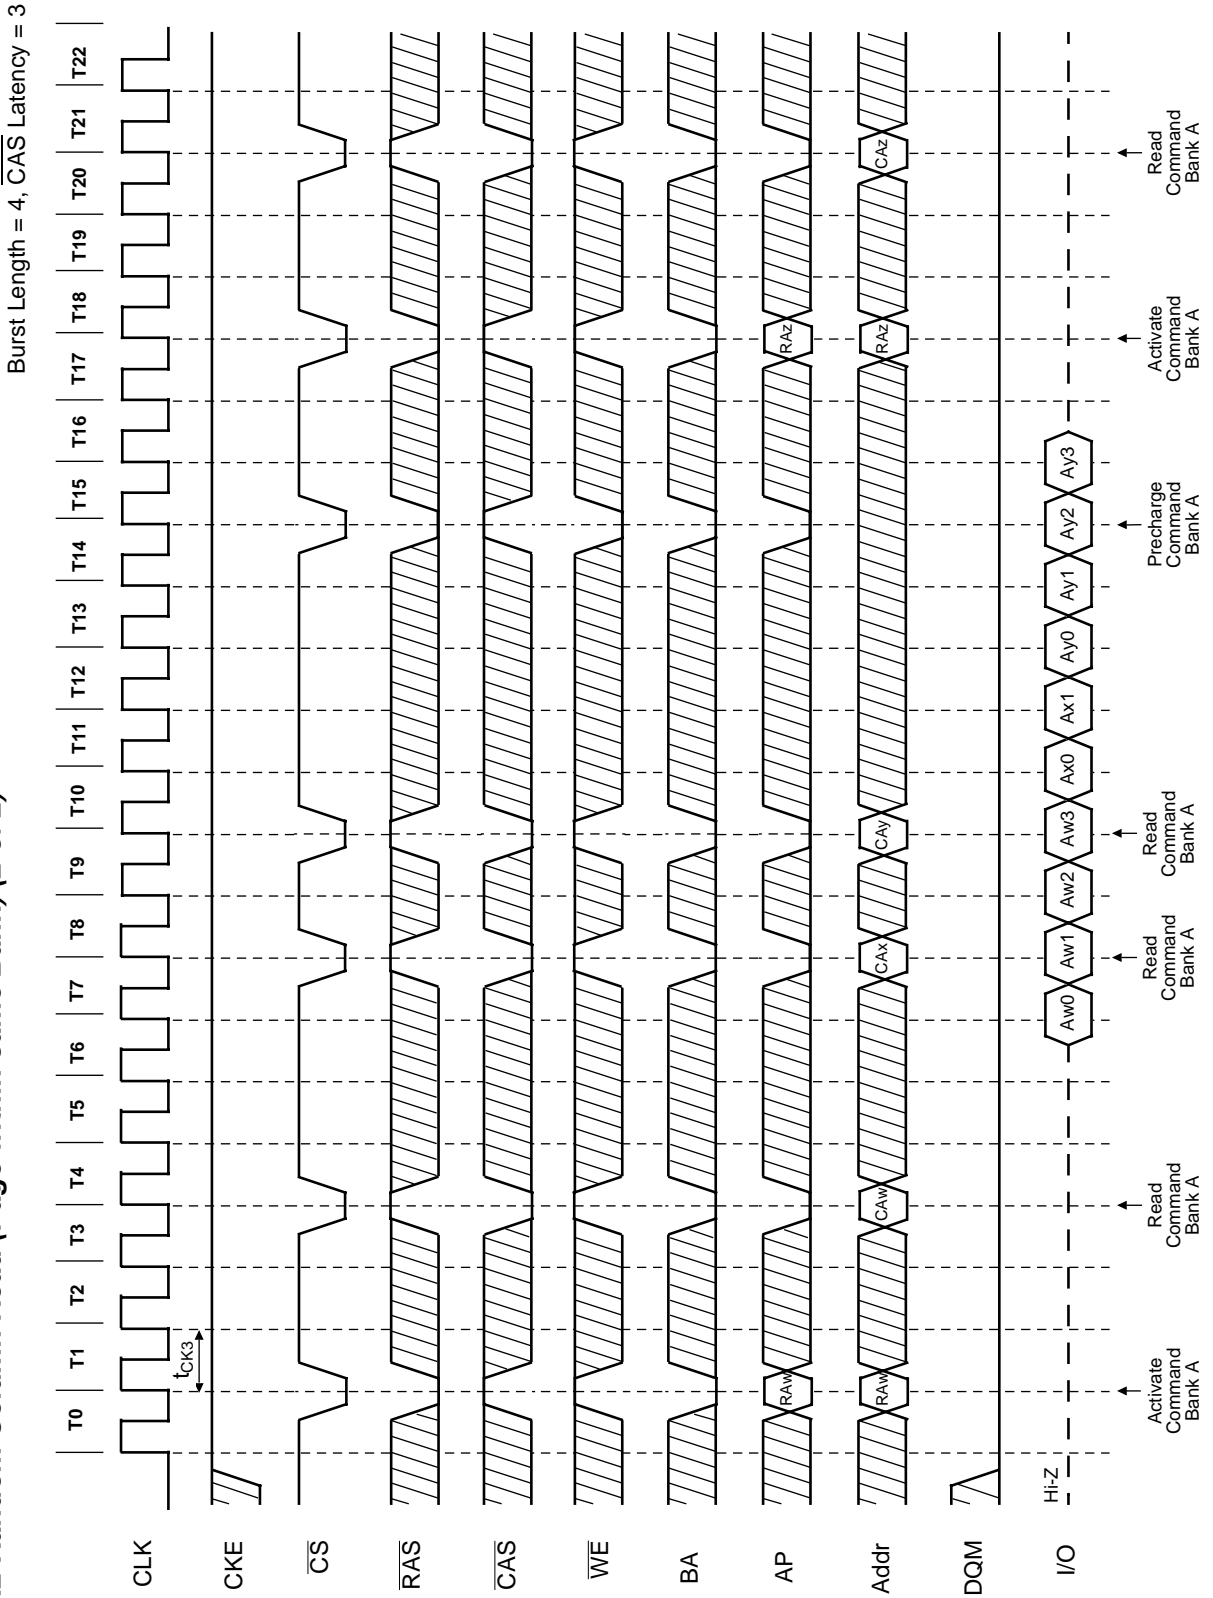 Burst Length = 4, CAS Latency = 3
T0 T1 T2 T3 T4 T5 T6 T7 T8 T9 T10 T11 T12 T13 T14 T15 T16 T17 T18 T19 T20 T21 T22
CLK
tCK3
CKE
CS
RAS
CAS
WE
BA
AP
RAw RAz
Addr
RAw CAw CAx CAy RAz CAz
DQM
I/O
Hi-Z
Aw0 Aw1 Aw2 Aw3 Ax0 Ax1 Ay0 Ay1 Ay2 Ay3
Activate
Command
Bank A
Read
Command
Bank A
Read
Command
Bank A
Read
Command
Bank A
Precharge
Command
Bank A
Activate
Command
Bank A
Read
Command
Bank A